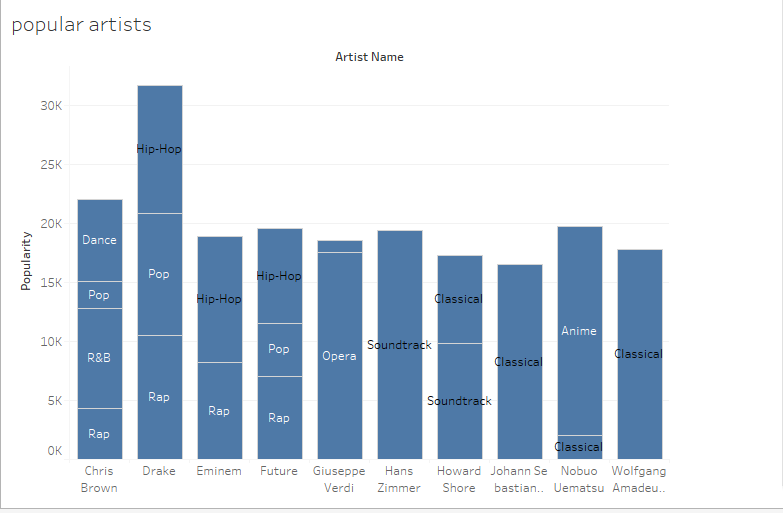 popular artists
Artist Name
Popularity
30K
25K
20K
15K
10K
5K
0K
Dance
Pop
R&B
Rap
Hip-Hop
Pop
Rap
Hip-Hop
Rap
Hip-Hop
Pop
Rap
Opera
Soundtrack
Classical
Soundtrack
Classical
Anime
Classical
Classical
Chris
Brown
Drake
Eminem
Future
Giuseppe
Verdi
Hans
Zimmer
Howard
Shore
Johann Se
bastian..
Nobuo
Uematsu
Wolfgang
Amadeu..